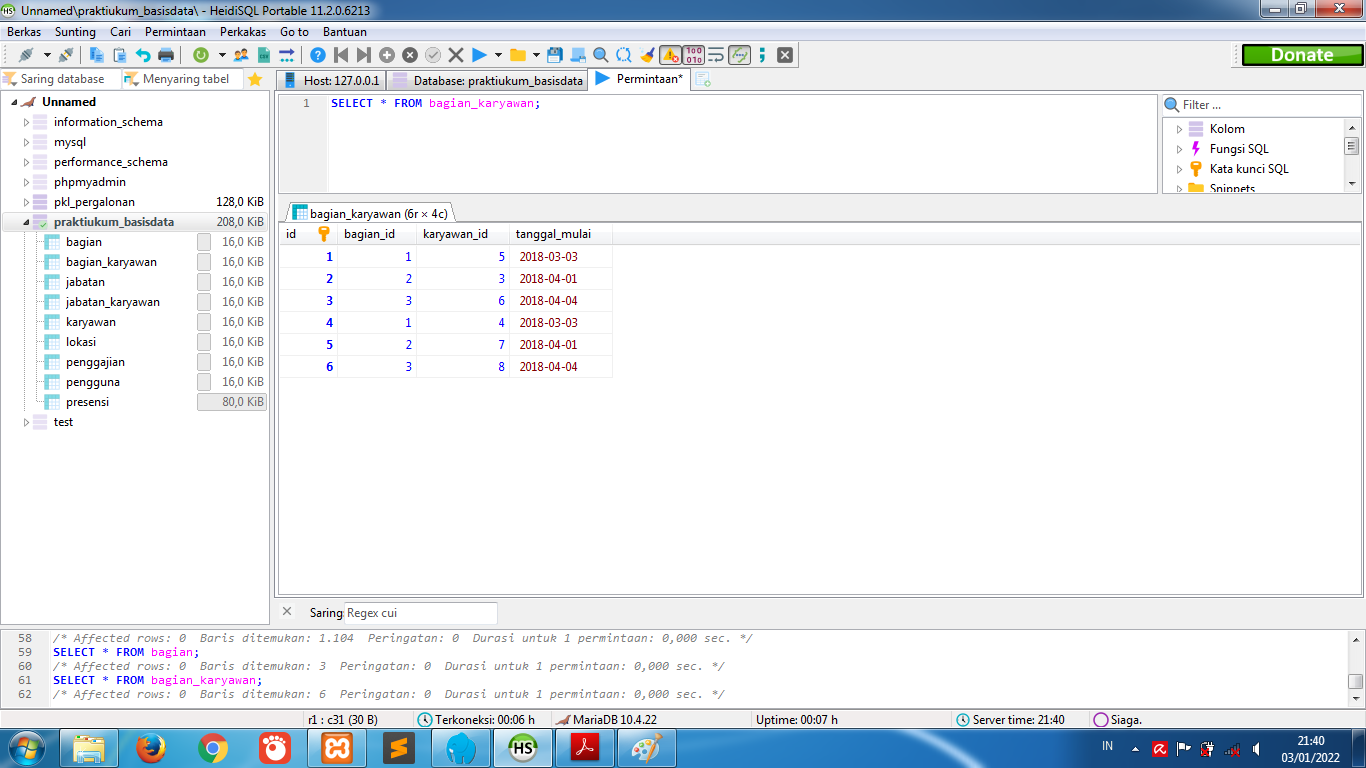 Unnamed\praktiukum_basisdata\ - HeidiSQL Portable 11.2.0.6213
Berkas Sunting Cari Permintaan Perkakas Go to Bantuan
Donate
Saring database Menyaring tabel
Host: 127.0.0.1 Database: praktiukum_basisdata Permintaan*
Unnamed
information_schema
mysql
performance_schema
phpmyadmin
pkl_pergalonan 128,0 KiB
praktiukum_basisdata 208,0 KiB
bagian 16,0 KiB
bagian_karyawan 16,0 KiB
jabatan 16,0 KiB
jabatan_karyawan 16,0 KiB
karyawan 16,0 KiB
lokasi 16,0 KiB
penggajian 16,0 KiB
pengguna 16,0 KiB
presensi 80,0 KiB
test
1 SELECT * FROM bagian_karyawan;
Filter ...
Kolom
Fungsi SQL
Kata kunci SQL
Snippets
bagian_karyawan (6r × 4c)
id bagian_id karyawan_id tanggal_mulai
1 1 5 2018-03-03
2 2 3 2018-04-01
3 3 6 2018-04-04
4 1 4 2018-03-03
5 2 7 2018-04-01
6 3 8 2018-04-04
Saring: Regex cui
58 /* Affected rows: 0 Baris ditemukan: 1.104 Peringatan: 0 Durasi untuk 1 permintaan: 0,000 sec. */
59 SELECT * FROM bagian;
60 /* Affected rows: 0 Baris ditemukan: 3 Peringatan: 0 Durasi untuk 1 permintaan: 0,000 sec. */
61 SELECT * FROM bagian_karyawan;
62 /* Affected rows: 0 Baris ditemukan: 6 Peringatan: 0 Durasi untuk 1 permintaan: 0,000 sec. */
r1 : c31 (30 B) Terkoneksi: 00:06 h MariaDB 10.4.22 Uptime: 00:07 h Server time: 21:40 Siaga.
HS
IN
21:40
03/01/2022